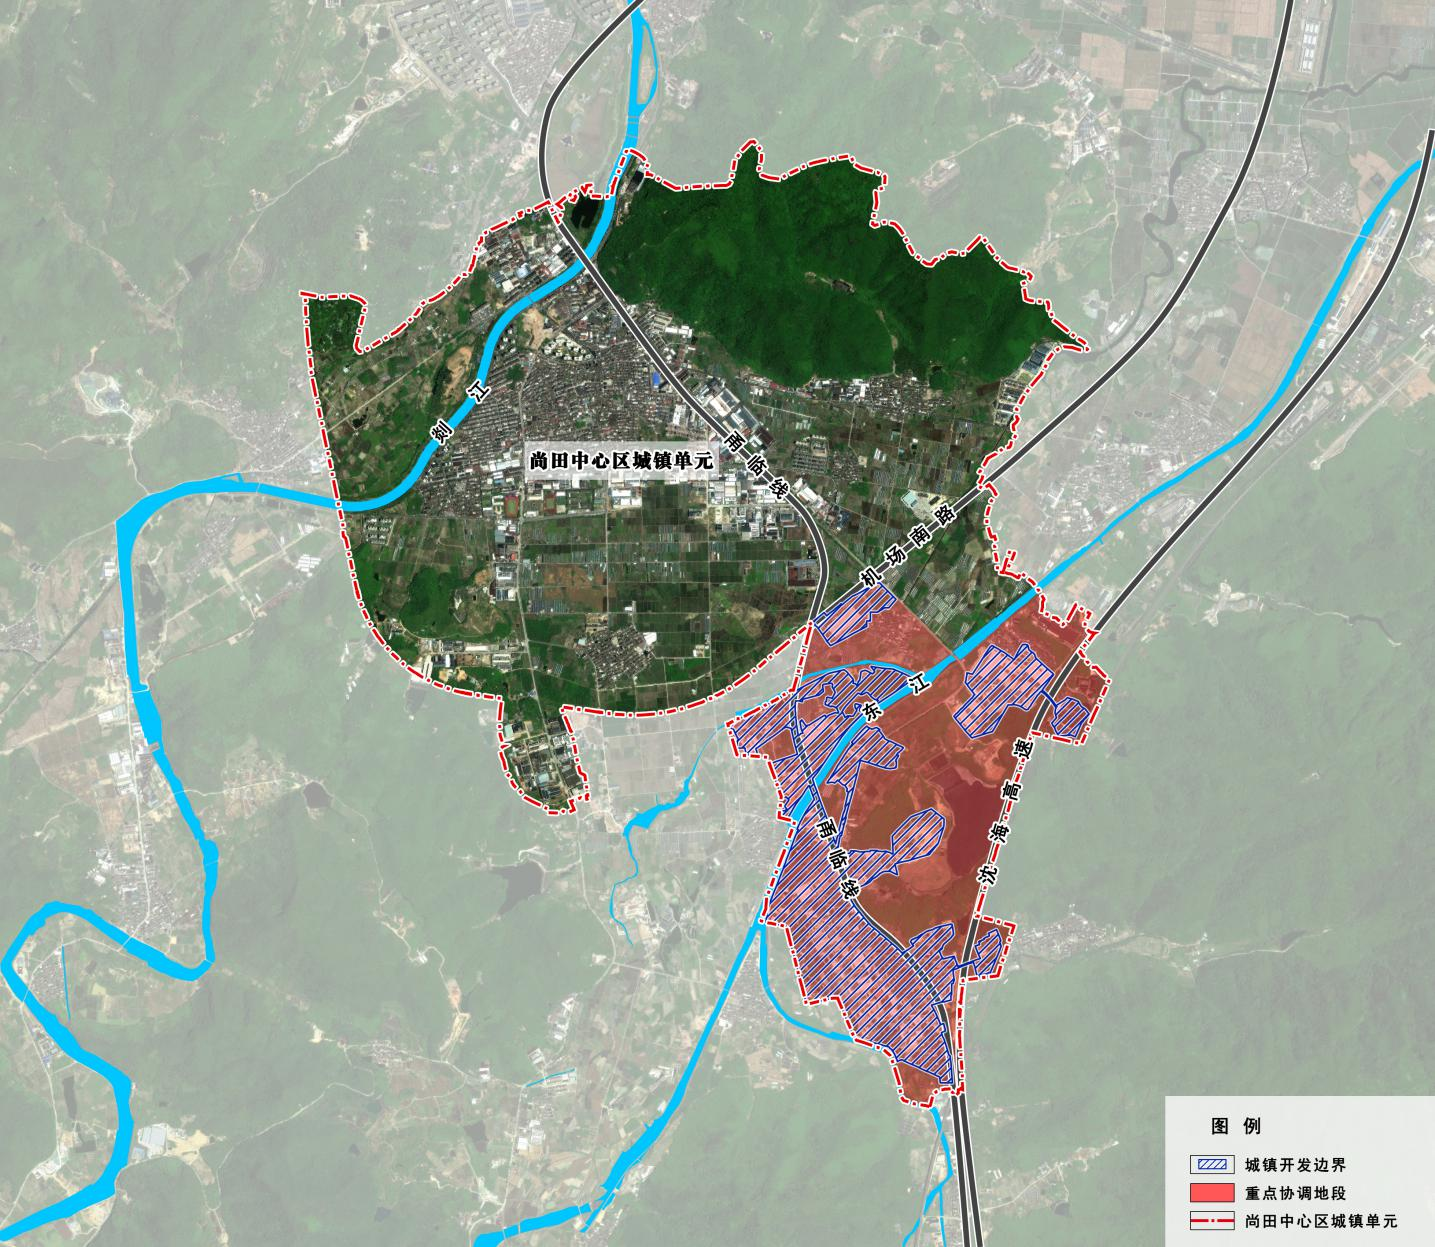 剡江
尚田中心区城镇单元
甬临线
机场南路
东江
甬临线
沈海高速
图 例
城镇开发边界
重点协调地段
尚田中心区城镇单元